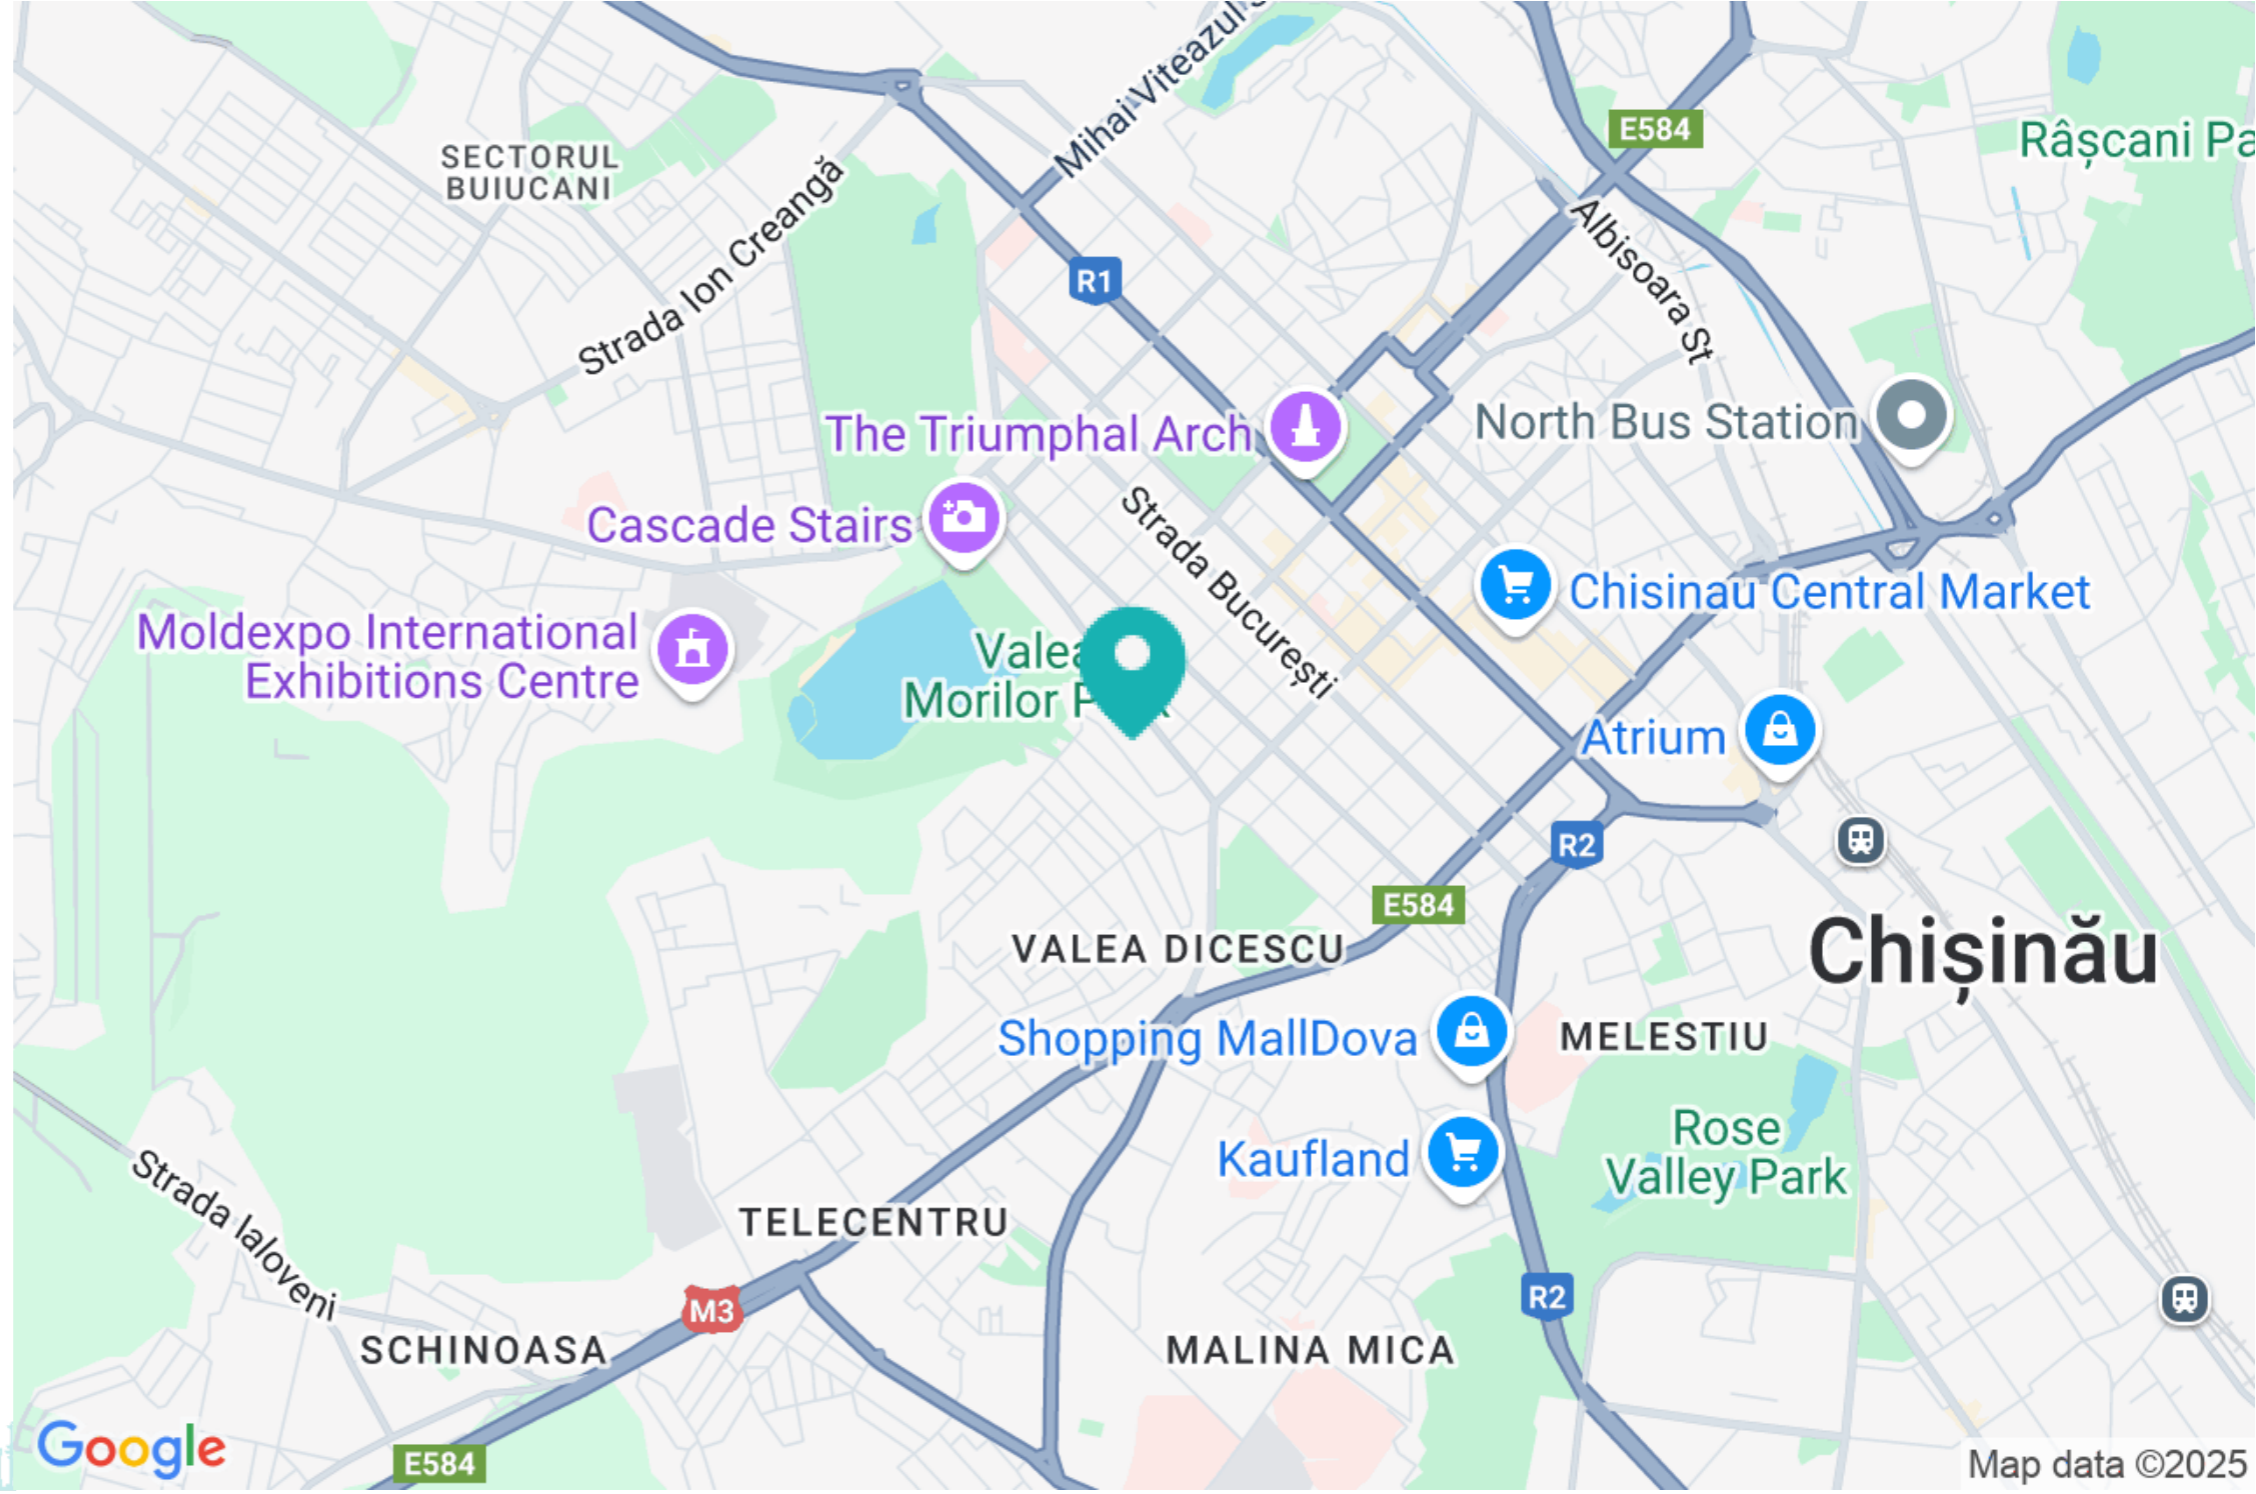 Mihai Viteazul
E584
Râșcani Pa
SECTORUL
BUIUCANI
Strada Ion Creangă
R1
Albisoara St
The Triumphal Arch
North Bus Station
Cascade Stairs
Strada București
Chisinau Central Market
Moldexpo International
Exhibitions Centre
Valea
Morilor
Atrium
R2
E584
VALEA DICESCU
Chișinău
Shopping MallDova
MELESTIU
Rose
Valley Park
Kaufland
Strada Ialoveni
TELECENTRU
M3
R2
SCHINOASA
MALINA MICA
Google
E584
Map data ©2025